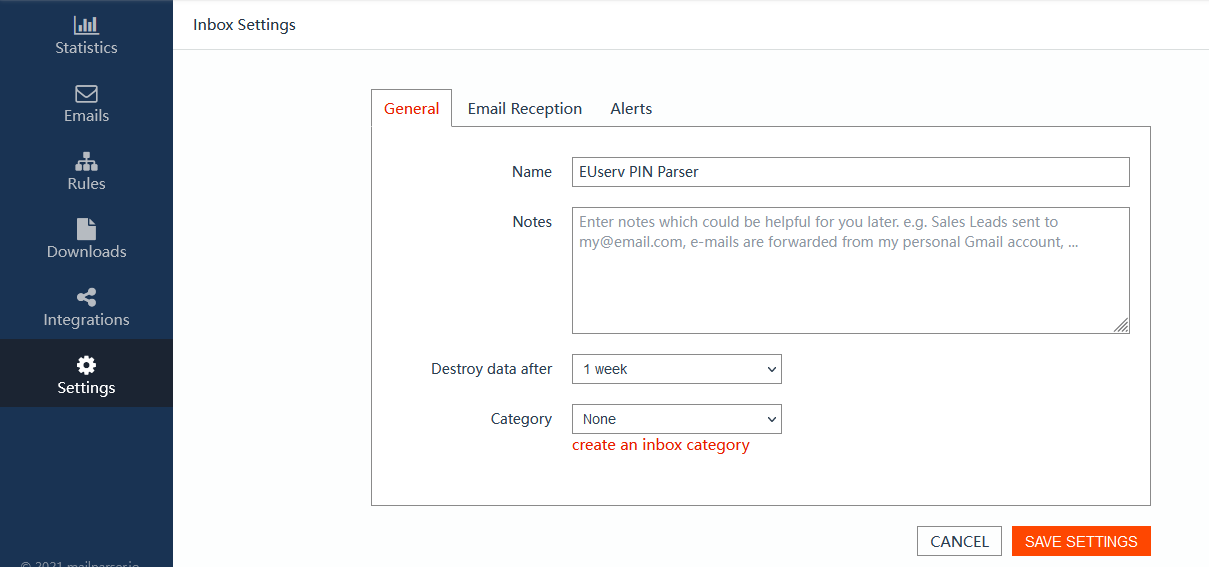 Statistics
Emails
Rules
Downloads
Integrations
Settings
© 2021 mailparser.io
Inbox Settings
General
Email Reception
Alerts
Name
EUserv PIN Parser
Notes
Enter notes which could be helpful for you later. e.g. Sales Leads sent to
my@email.com, e-mails are forwarded from my personal Gmail account, ...
Destroy data after
1 week
Category
None
create an inbox category
CANCEL
SAVE SETTINGS